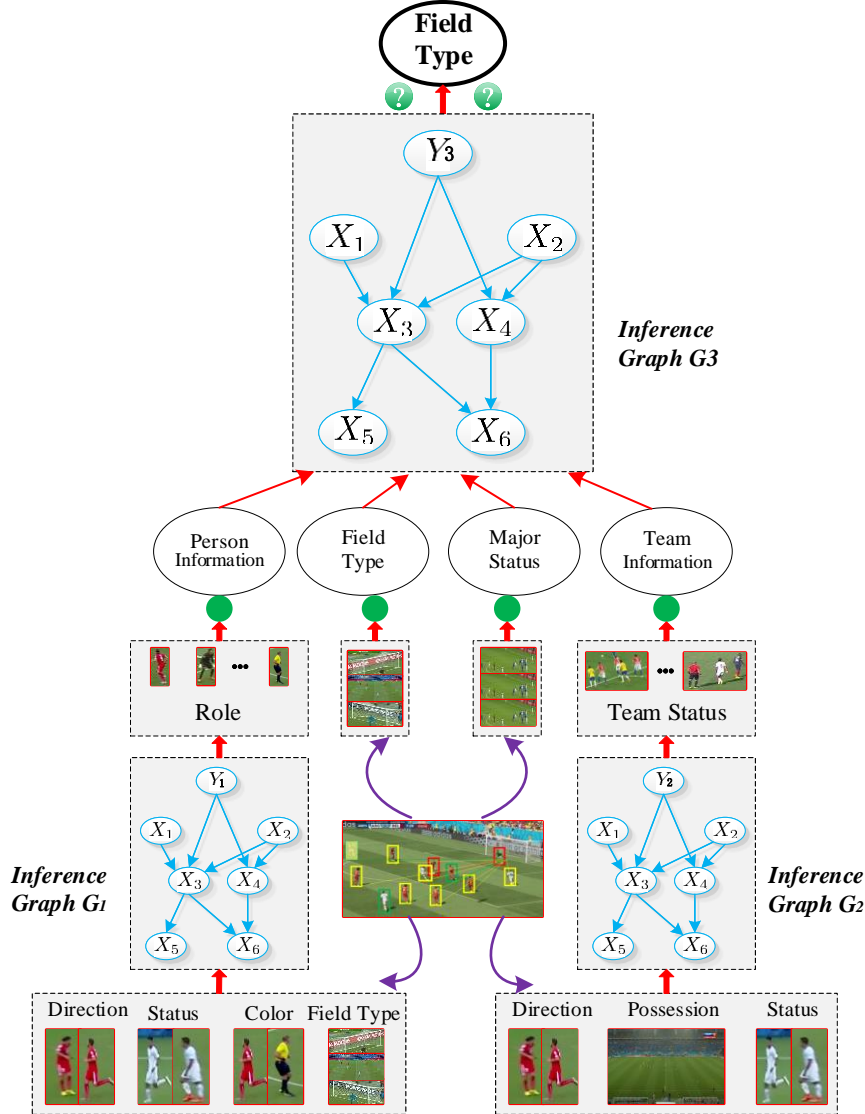 Field
Type
? ?
Y3
X1 X2
X3 X4
X5 X6
Inference
Graph G3
Person
Information
Field
Type
Major
Status
Team
Information
Role
Team Status
Y1
X1 X2
X3 X4
X5 X6
Inference
Graph G1
Y2
X1 X2
X3 X4
X5 X6
Inference
Graph G2
Direction Status Color Field Type
Direction Possession Status